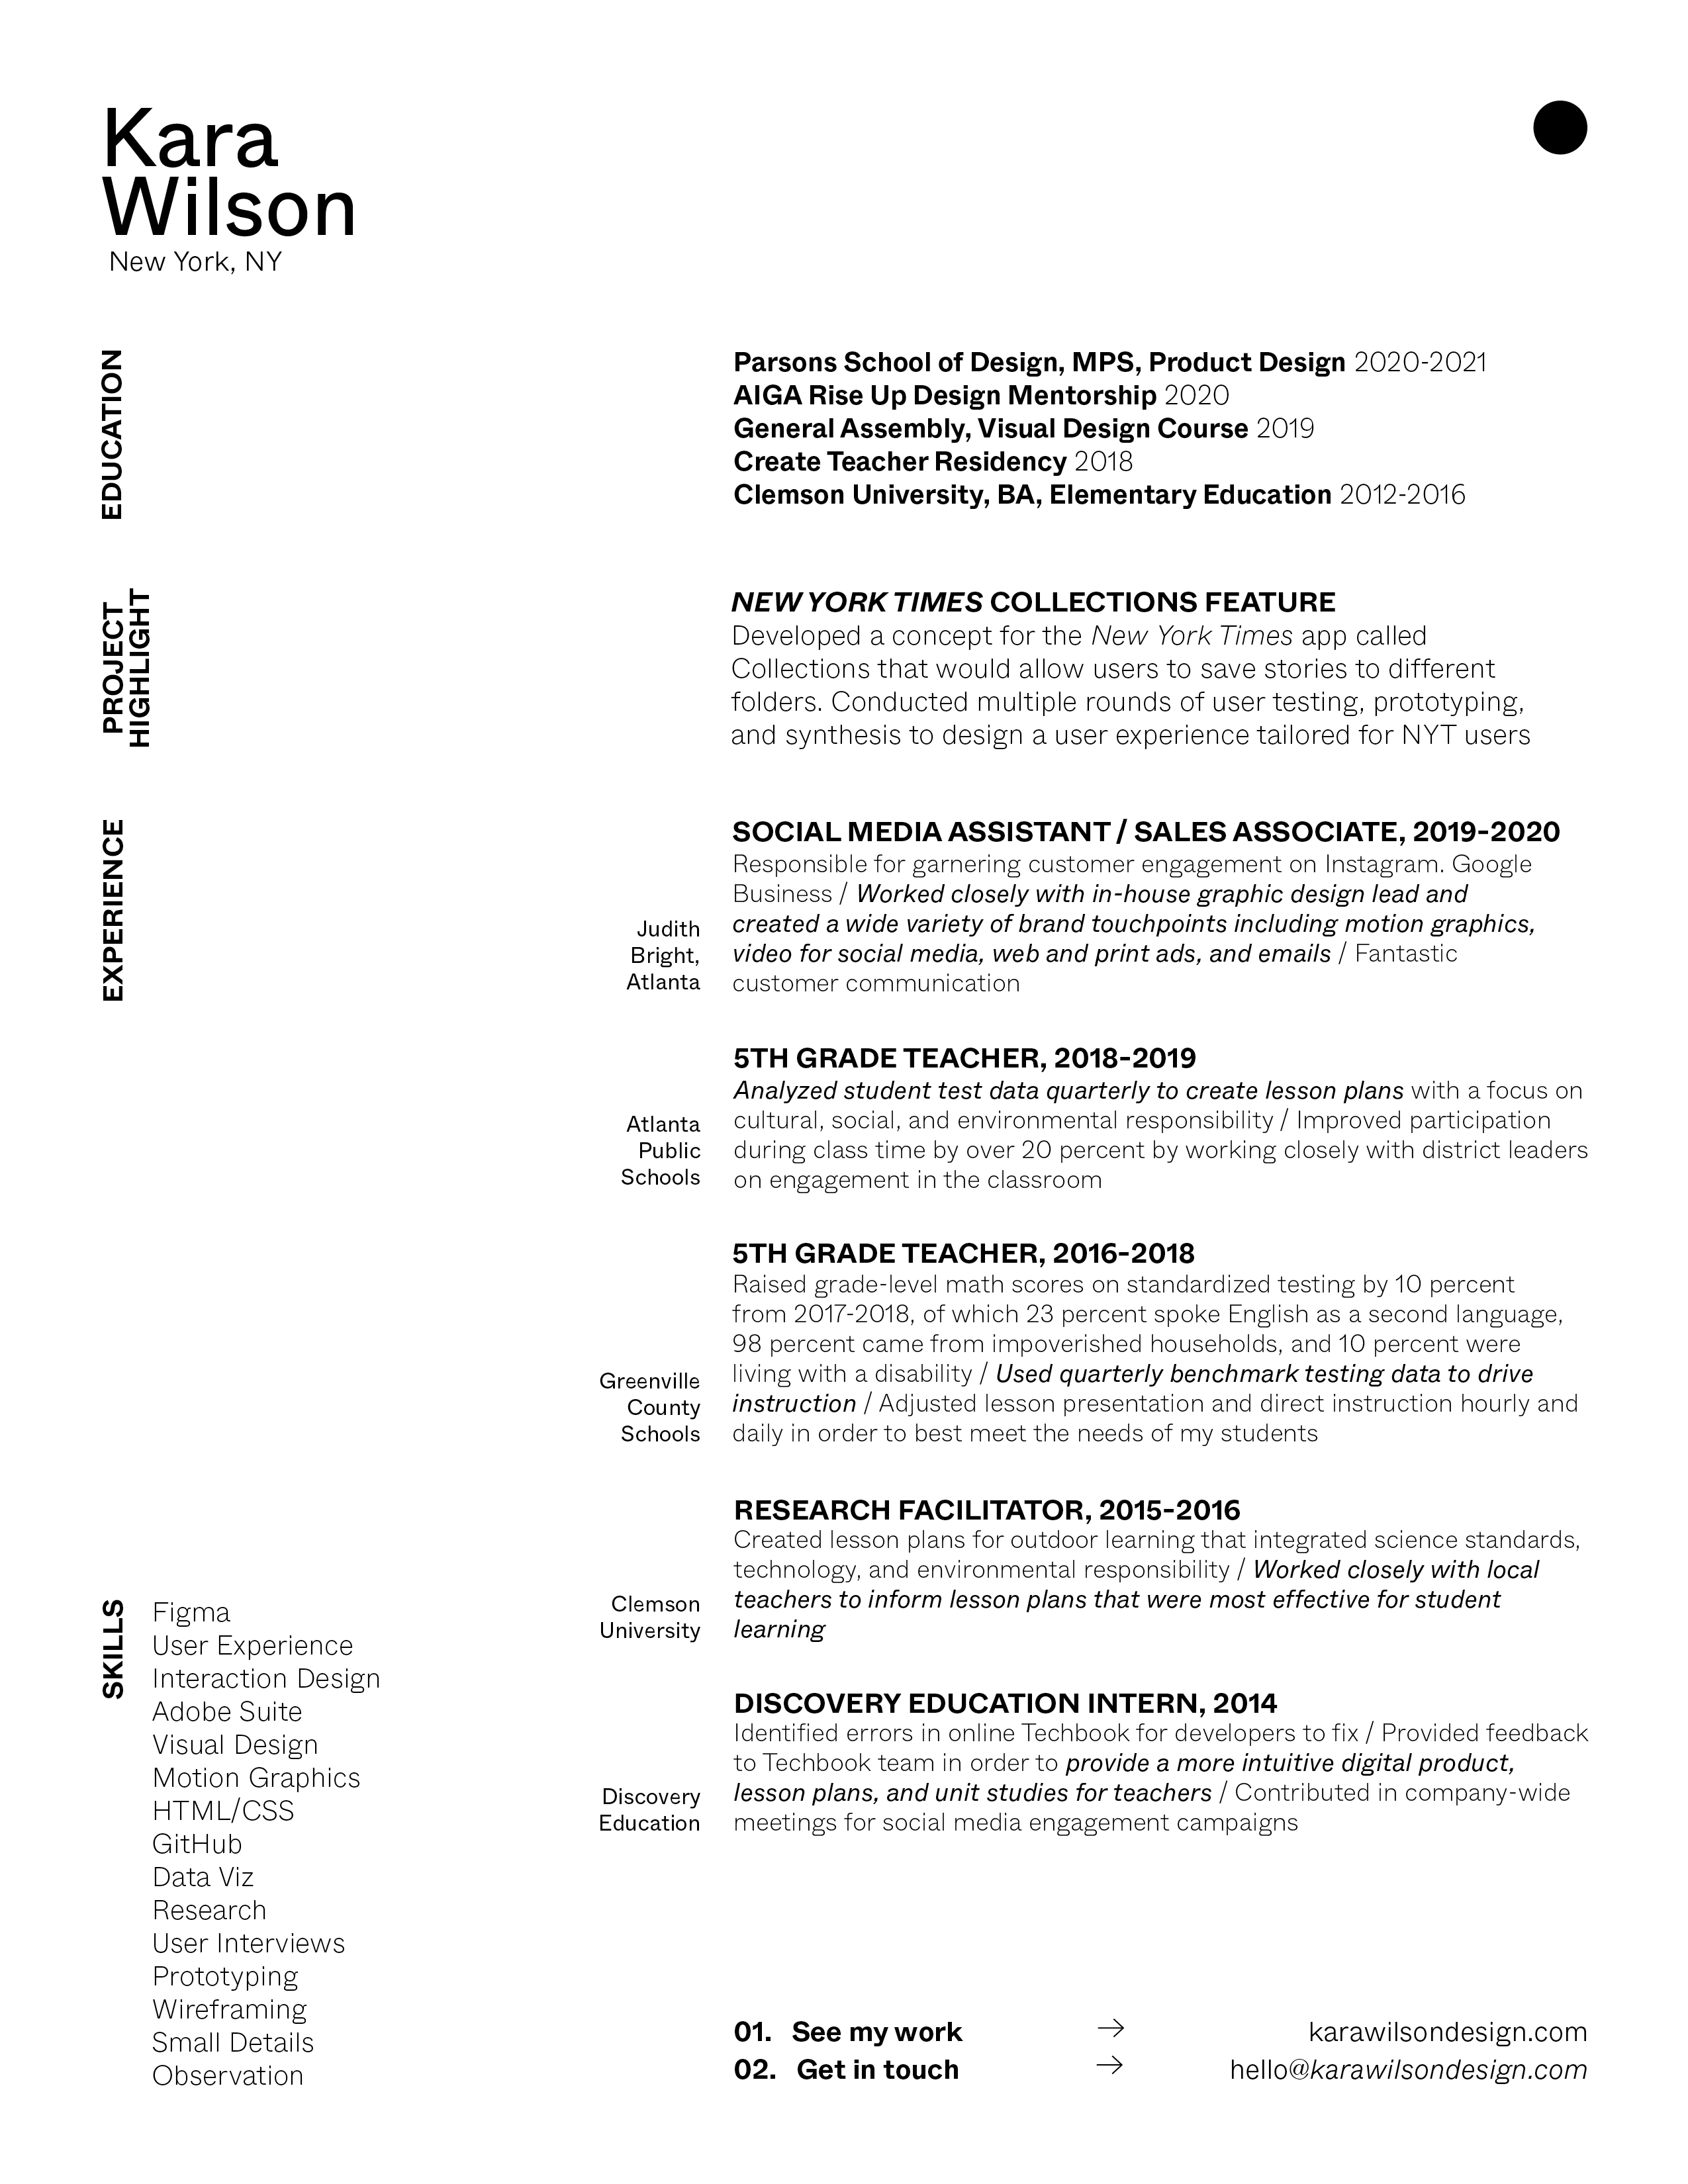 Kara
Wilson
New York, NY
EDUCATION
Parsons School of Design, MPS, Product Design 2020-2021
AIGA Rise Up Design Mentorship 2020
General Assembly, Visual Design Course 2019
Create Teacher Residency 2018
Clemson University, BA, Elementary Education 2012-2016
PROJECT
HIGHLIGHT
NEW YORK TIMES COLLECTIONS FEATURE
Developed a concept for the New York Times app called
Collections that would allow users to save stories to different
folders. Conducted multiple rounds of user testing, prototyping,
and synthesis to design a user experience tailored for NYT users
EXPERIENCE
SOCIAL MEDIA ASSISTANT / SALES ASSOCIATE, 2019-2020
Responsible for garnering customer engagement on Instagram. Google
Business / Worked closely with in-house graphic design lead and
created a wide variety of brand touchpoints including motion graphics,
video for social media, web and print ads, and emails / Fantastic
customer communication
Judith
Bright,
Atlanta
5TH GRADE TEACHER, 2018-2019
Analyzed student test data quarterly to create lesson plans with a focus on
cultural, social, and environmental responsibility / Improved participation
during class time by over 20 percent by working closely with district leaders
on engagement in the classroom
Atlanta
Public
Schools
5TH GRADE TEACHER, 2016-2018
Raised grade-level math scores on standardized testing by 10 percent
from 2017-2018, of which 23 percent spoke English as a second language,
98 percent came from impoverished households, and 10 percent were
living with a disability / Used quarterly benchmark testing data to drive
instruction / Adjusted lesson presentation and direct instruction hourly and
daily in order to best meet the needs of my students
Greenville
County
Schools
RESEARCH FACILITATOR, 2015-2016
Created lesson plans for outdoor learning that integrated science standards,
technology, and environmental responsibility / Worked closely with local
teachers to inform lesson plans that were most effective for student
learning
Clemson
University
DISCOVERY EDUCATION INTERN, 2014
Identified errors in online Techbook for developers to fix / Provided feedback
to Techbook team in order to provide a more intuitive digital product,
lesson plans, and unit studies for teachers / Contributed in company-wide
meetings for social media engagement campaigns
Discovery
Education
SKILLS
Figma
User Experience
Interaction Design
Adobe Suite
Visual Design
Motion Graphics
HTML/CSS
GitHub
Data Viz
Research
User Interviews
Prototyping
Wireframing
Small Details
Observation
01. See my work → karawilsondesign.com
02. Get in touch → hello@karawilsondesign.com